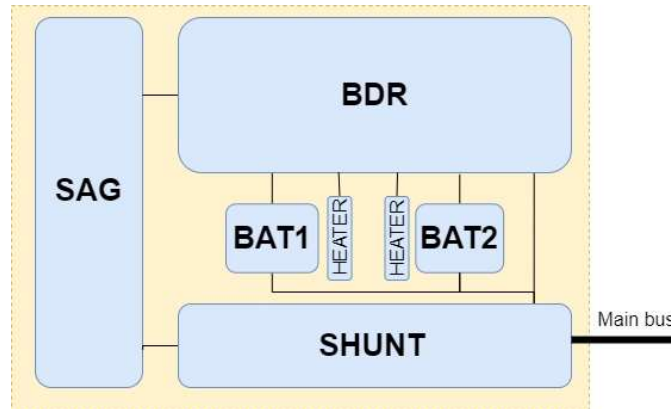 BDR
SAG
BAT1
HEATER
HEATER
BAT2
SHUNT
Main bus